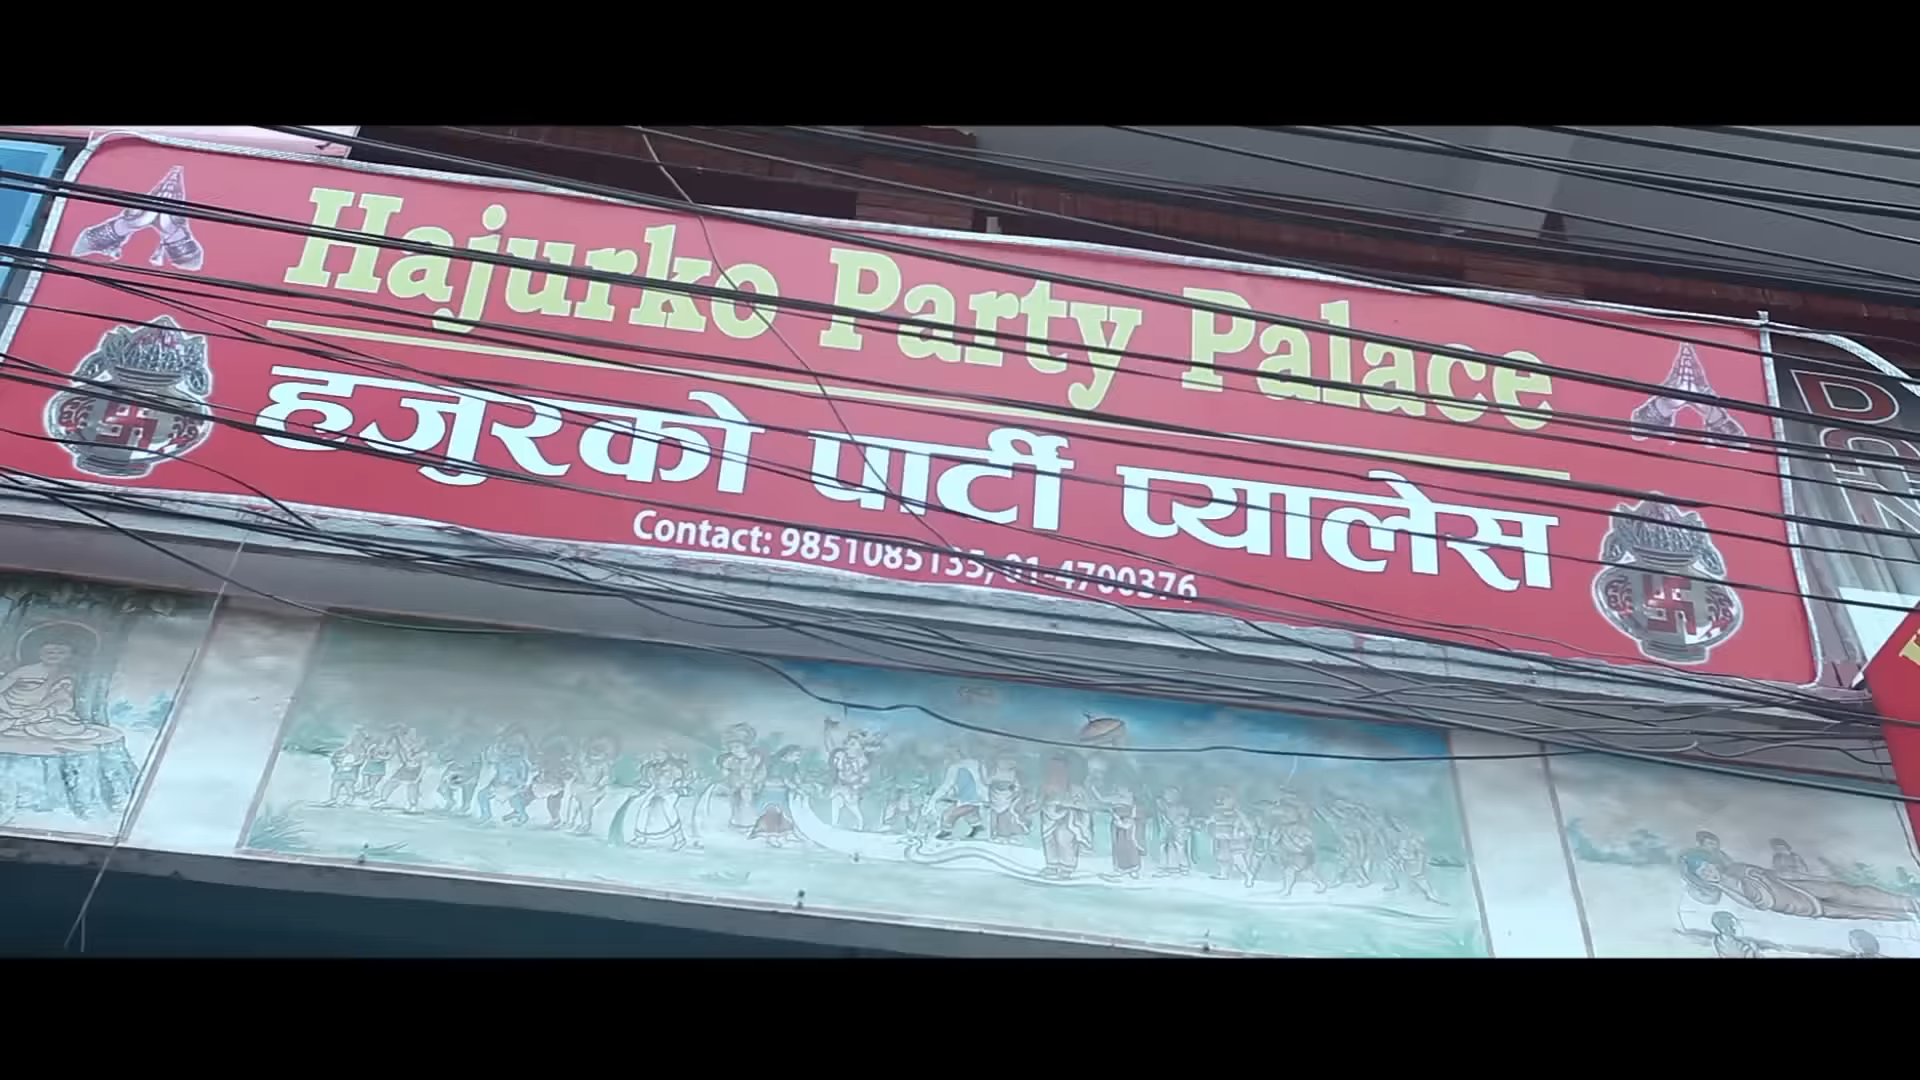 Hajurko Party Palace
हजुरको पार्टी प्यालेस
Contact: 9851085135, 01-4700376